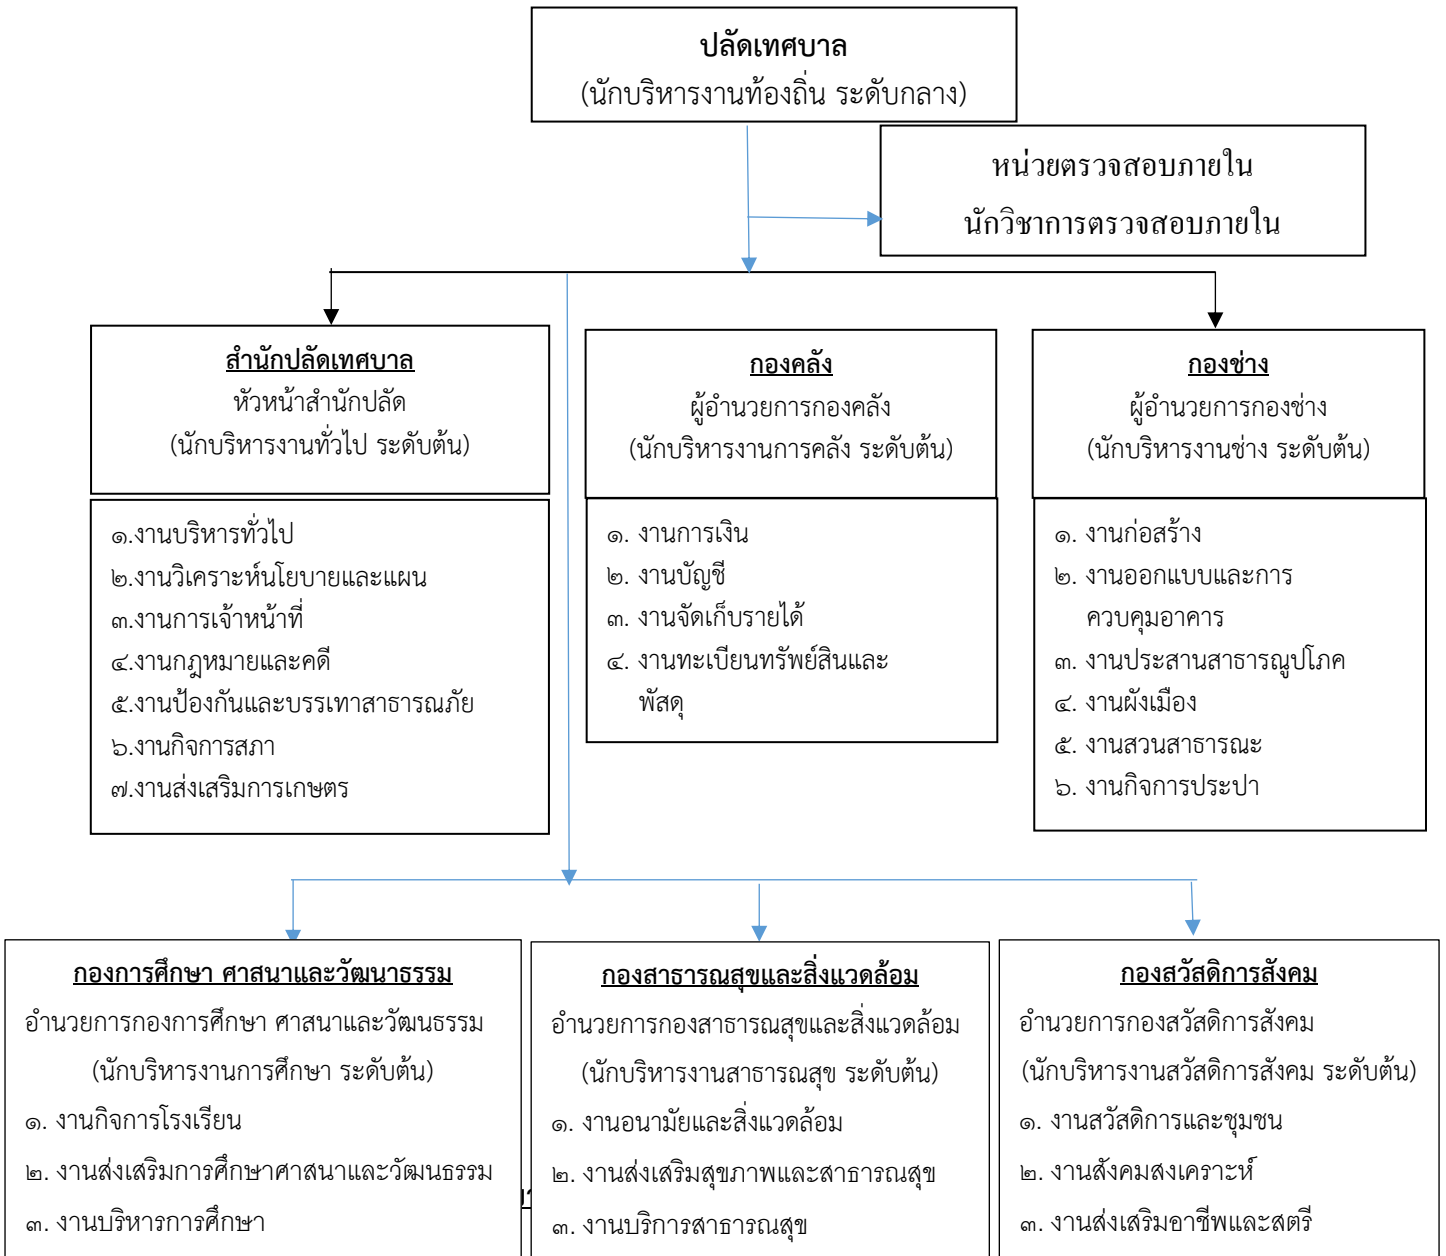 ปลัดเทศบาล
(นักบริหารงานท้องถิ่น ระดับกลาง)
หน่วยตรวจสอบภายใน
นักวิชาการตรวจสอบภายใน
สำนักปลัดเทศบาล
หัวหน้าสำนักปลัด
(นักบริหารงานทั่วไป ระดับต้น)
๑.งานบริหารทั่วไป
๒.งานวิเคราะห์นโยบายและแผน
๓.งานการเจ้าหน้าที่
๔.งานกฎหมายและคดี
๕.งานป้องกันและบรรเทาสาธารณภัย
๖.งานกิจการสภา
๗.งานส่งเสริมการเกษตร
กองคลัง
ผู้อำนวยการกองคลัง
(นักบริหารงานการคลัง ระดับต้น)
๑. งานการเงิน
๒. งานบัญชี
๓. งานจัดเก็บรายได้
๔. งานทะเบียนทรัพย์สินและ
พัสดุ
กองช่าง
ผู้อำนวยการกองช่าง
(นักบริหารงานช่าง ระดับต้น)
๑. งานก่อสร้าง
๒. งานออกแบบและการ
ควบคุมอาคาร
๓. งานประสานสาธารณูปโภค
๔. งานผังเมือง
๕. งานสวนสาธารณะ
๖. งานกิจการประปา
กองการศึกษา ศาสนาและวัฒนาธรรม
อำนวยการกองการศึกษา ศาสนาและวัฒนธรรม
(นักบริหารงานการศึกษา ระดับต้น)
๑. งานกิจการโรงเรียน
๒. งานส่งเสริมการศึกษาศาสนาและวัฒนธรรม
๓. งานบริหารการศึกษา
กองสาธารณสุขและสิ่งแวดล้อม
อำนวยการกองสาธารณสุขและสิ่งแวดล้อม
(นักบริหารงานสาธารณสุข ระดับต้น)
๑. งานอนามัยและสิ่งแวดล้อม
๒. งานส่งเสริมสุขภาพและสาธารณสุข
๓. งานบริการสาธารณสุข
กองสวัสดิการสังคม
อำนวยการกองสวัสดิการสังคม
(นักบริหารงานสวัสดิการสังคม ระดับต้น)
๑. งานสวัสดิการและชุมชน
๒. งานสังคมสงเคราะห์
๓. งานส่งเสริมอาชีพและสตรี